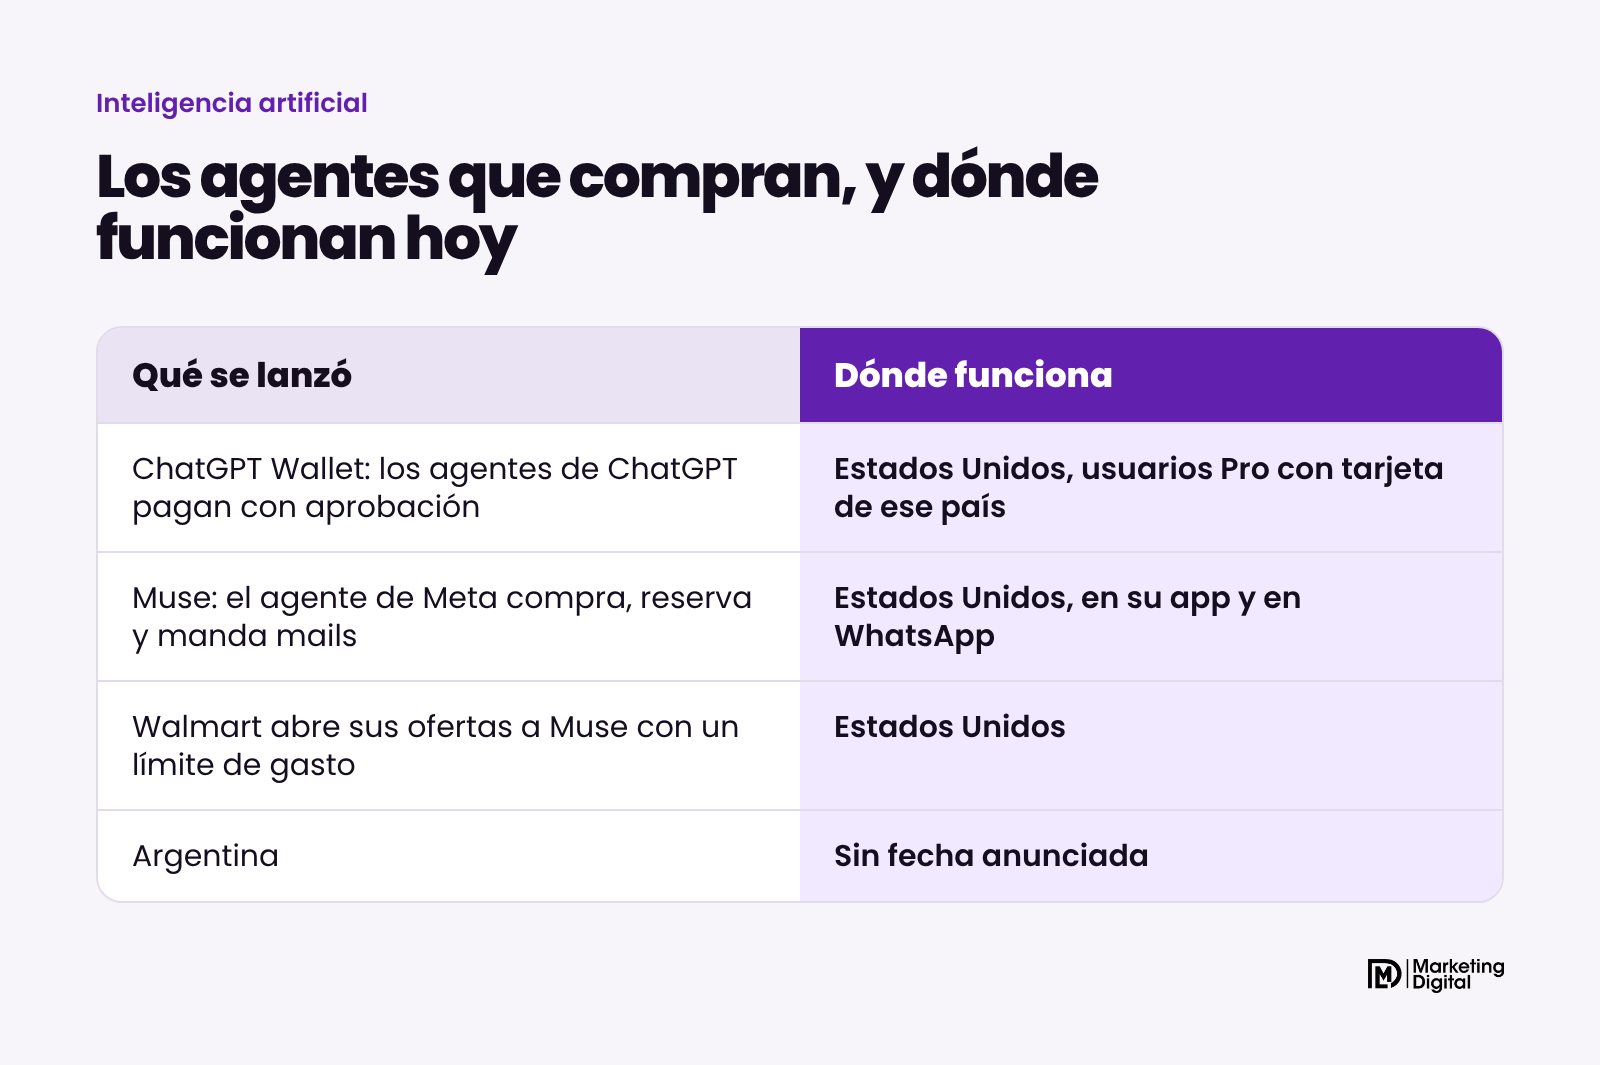 Inteligencia artificial
Los agentes que compran, y dónde
funcionan hoy
Qué se lanzó
Dónde funciona
ChatGPT Wallet: los agentes de ChatGPT
pagan con aprobación
Estados Unidos, usuarios Pro con tarjeta
de ese país
Muse: el agente de Meta compra, reserva
y manda mails
Estados Unidos, en su app y en
WhatsApp
Walmart abre sus ofertas a Muse con un
límite de gasto
Estados Unidos
Argentina
Sin fecha anunciada
Marketing
Digital